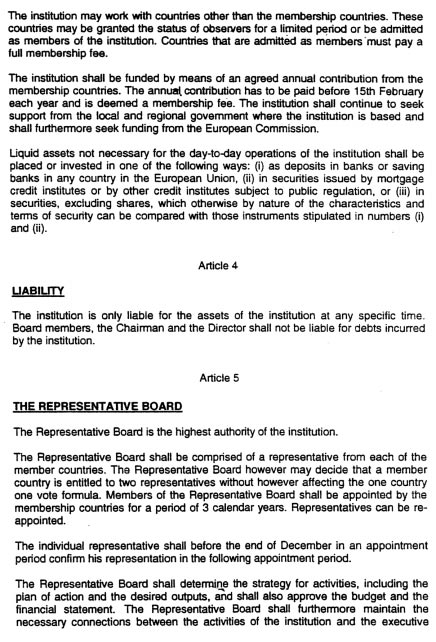 The institution may work with countries other than the membership countries. These
countries may be granted the status of observers for a limited period or be admitted
as members of the institution. Countries that are admitted as members must pay a
full membership fee.
The institution shall be funded by means of an agreed annual contribution from the
membership countries. The annual contribution has to be paid before 15th February
each year and is deemed a membership fee. The institution shall continue to seek
support from the local and regional government where the institution is based and
shall furthermore seek funding from the European Commission.
Liquid assets not necessary for the day-to-day operations of the institution shall be
placed or invested in one of the following ways: (i) as deposits in banks or saving
banks in any country in the European Union, (ii) in securities issued by mortgage
credit institutes or by other credit institutes subject to public regulation, or (iii) in
securities, excluding shares, which otherwise by nature of the characteristics and
terms of security can be compared with those instruments stipulated in numbers (i)
and (ii).
Article 4
LIABILITY
The institution is only liable for the assets of the institution at any specific time.
Board members, the Chairman and the Director shall not be liable for debts incurred
by the institution.
Article 5
THE REPRESENTATIVE BOARD
The Representative Board is the highest authority of the institution.
The Representative Board shall be comprised of a representative from each of the
member countries. The Representative Board however may decide that a member
country is entitled to two representatives without however affecting the one country
one vote formula. Members of the Representative Board shall be appointed by the
membership countries for a period of 3 calendar years. Representatives can be re-
appointed.
The individual representative shall before the end of December in an appointment
period confirm his representation in the following appointment period.
The Representative Board shall determine the strategy for activities, including the
plan of action and the desired outputs, and shall also approve the budget and the
financial statement. The Representative Board shall furthermore maintain the
necessary connections between the activities of the institution and the executive